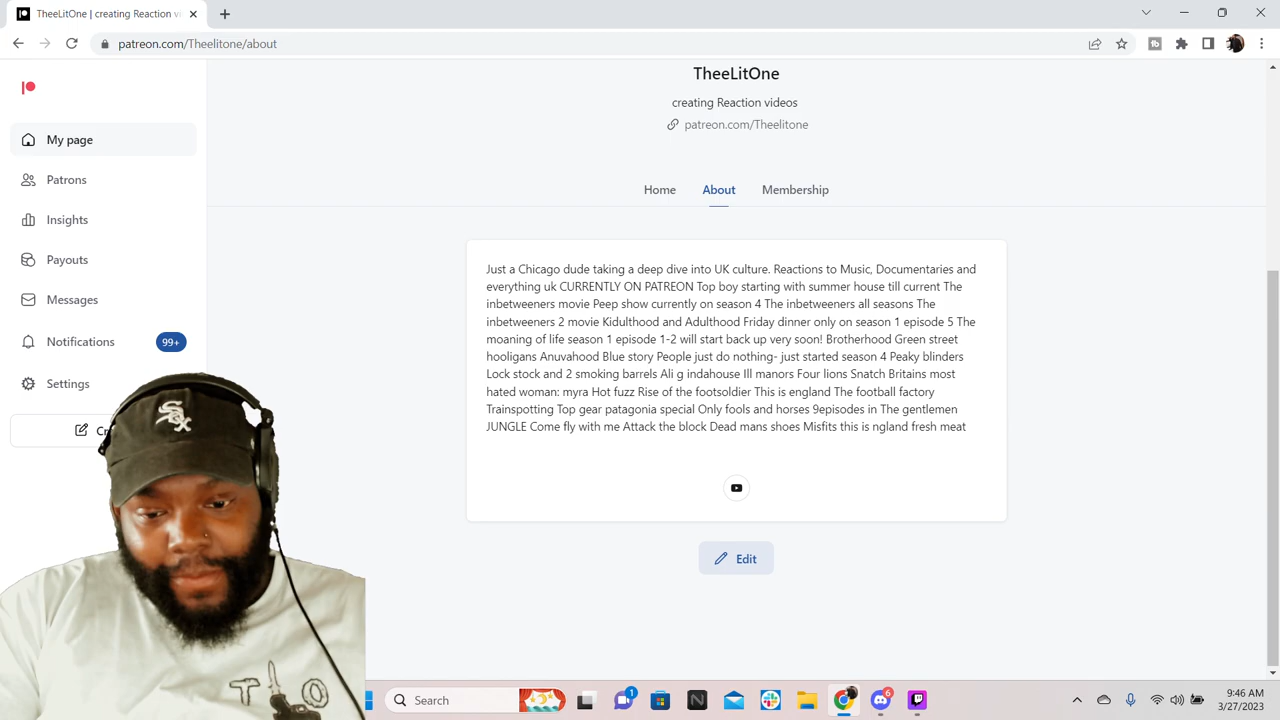 TheeLitOne | creating Reaction vi
patreon.com/Theelitone/about
My page
Patrons
Insights
Payouts
Messages
Notifications
99+
Settings
TheeLitOne
creating Reaction videos
patreon.com/Theelitone
Home
About
Membership
Just a Chicago dude taking a deep dive into UK culture. Reactions to Music, Documentaries and
everything uk CURRENTLY ON PATREON Top boy starting with summer house till current The
inbetweeners movie Peep show currently on season 4 The inbetweeners all seasons The
inbetweeners 2 movie Kidulthood and Adulthood Friday dinner only on season 1 episode 5 The
moaning of life season 1 episode 1-2 will start back up very soon! Brotherhood Green street
hooligans Anuvahood Blue story People just do nothing- just started season 4 Peaky blinders
Lock stock and 2 smoking barrels Ali g indahouse Ill manors Four lions Snatch Britains most
hated woman: myra Hot fuzz Rise of the footsoldier This is england The football factory
Trainspotting Top gear patagonia special Only fools and horses 9episodes in The gentlemen
JUNGLE Come fly with me Attack the block Dead mans shoes Misfits this is ngland fresh meat
Edit
Sox
TLO
Search
1
6
9:46 AM
3/27/2023